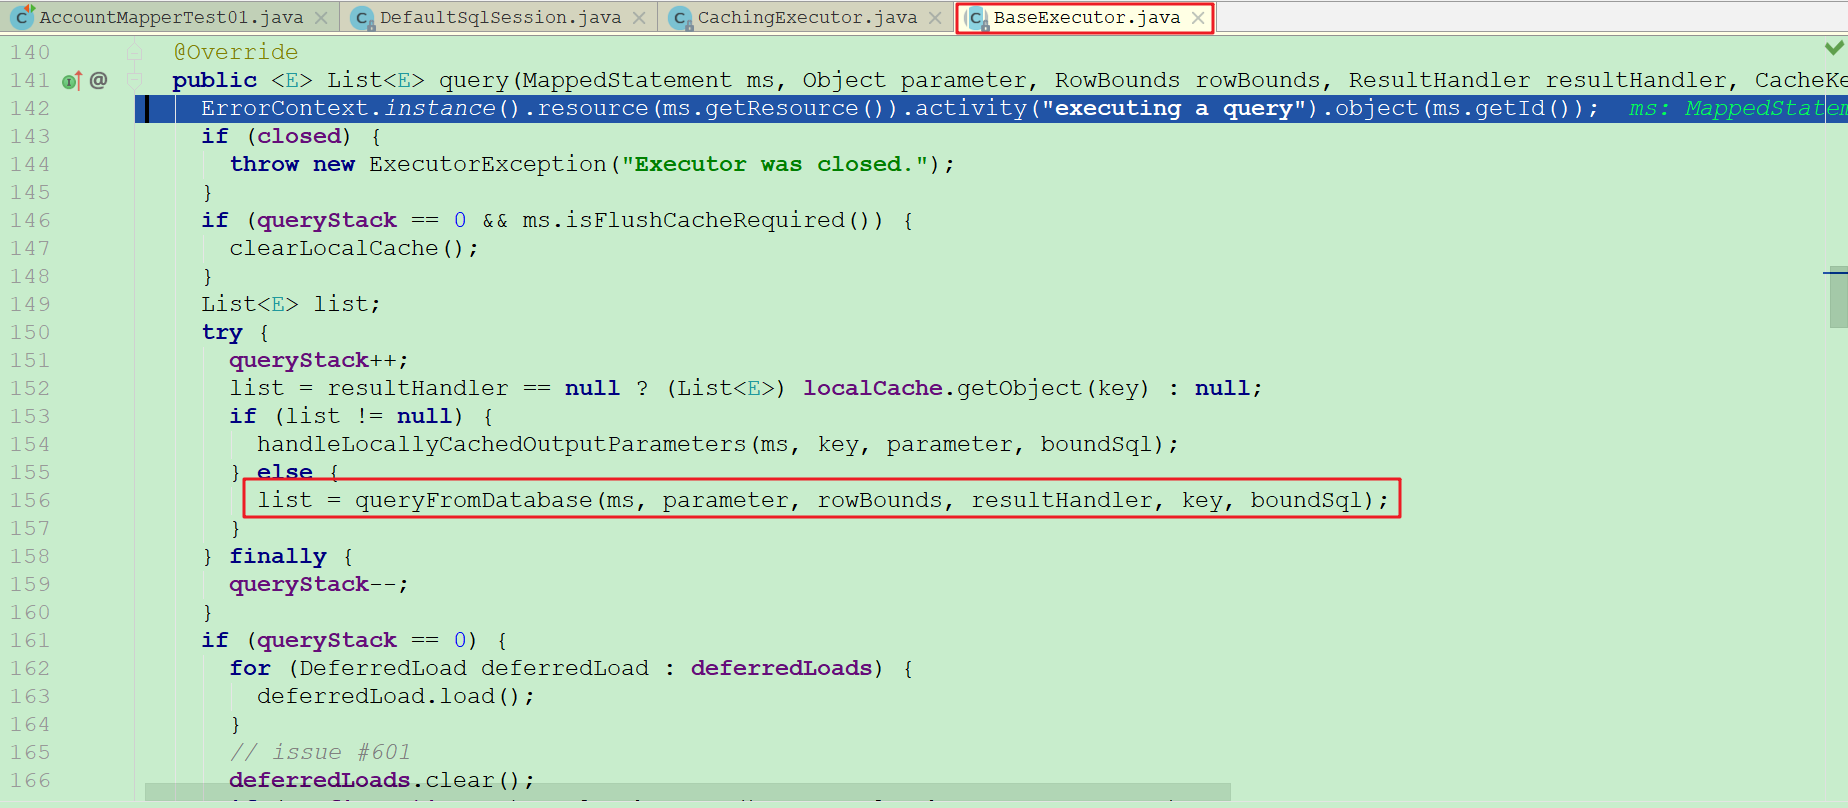 AccountMapperTest01.java DefaultSqlSession.java CachingExecutor.java BaseExecutor.java
140 @Override
141 @ public <E> List<E> query(MappedStatement ms, Object parameter, RowBounds rowBounds, ResultHandler resultHandler, CacheKe
142 ErrorContext.instance().resource(ms.getResource()).activity("executing a query").object(ms.getId()); ms: MappedStatem
143 if (closed) {
144 throw new ExecutorException("Executor was closed.");
145 }
146 if (queryStack == 0 && ms.isFlushCacheRequired()) {
147 clearLocalCache();
148 }
149 List<E> list;
150 try {
151 queryStack++;
152 list = resultHandler == null ? (List<E>) localCache.getObject(key) : null;
153 if (list != null) {
154 handleLocallyCachedOutputParameters(ms, key, parameter, boundSql);
155 } else {
156 list = queryFromDatabase(ms, parameter, rowBounds, resultHandler, key, boundSql);
157 }
158 } finally {
159 queryStack--;
160 }
161 if (queryStack == 0) {
162 for (DeferredLoad deferredLoad : deferredLoads) {
163 deferredLoad.load();
164 }
165 // issue #601
166 deferredLoads.clear();